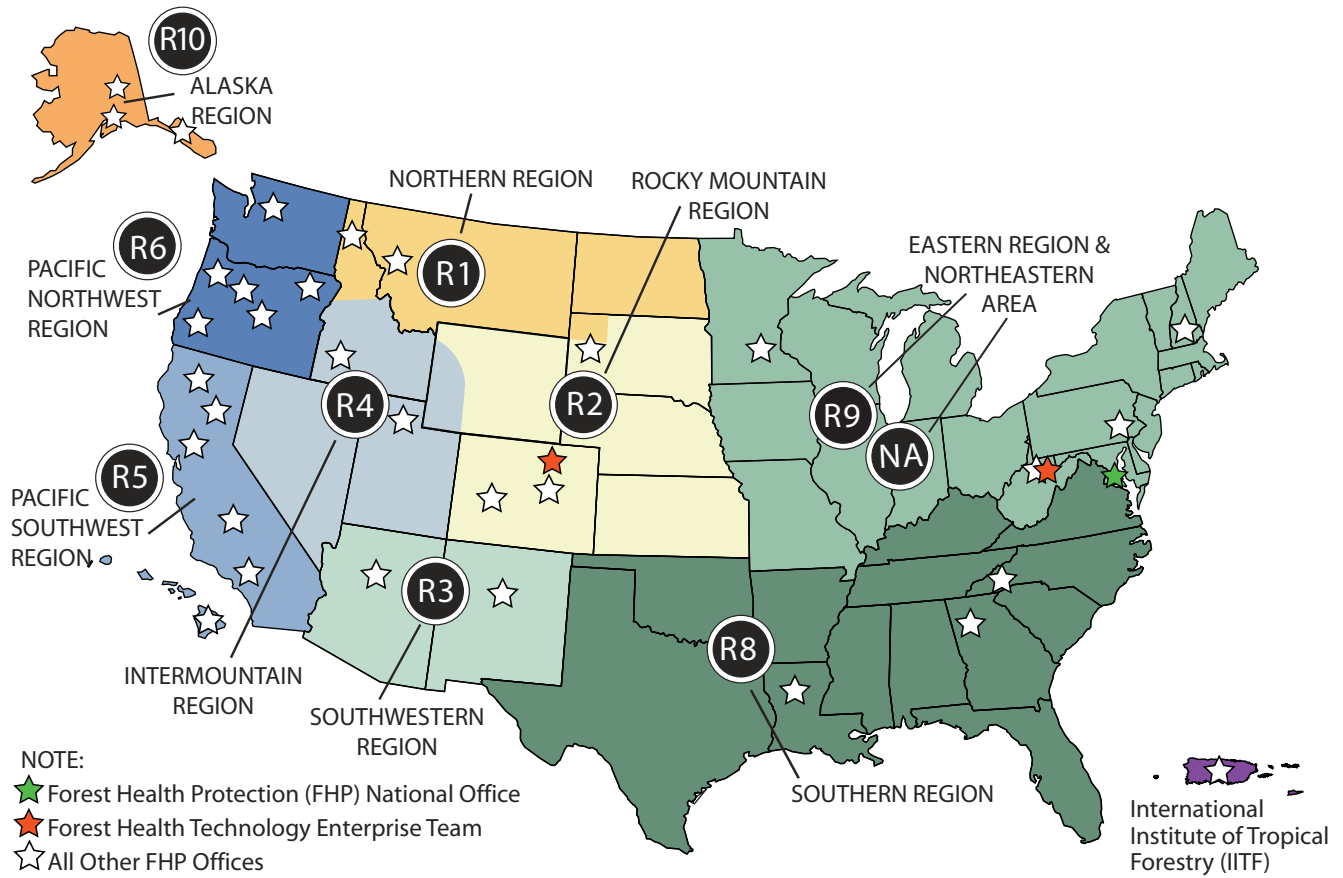 R10
ALASKA
REGION
NORTHERN REGION
ROCKY MOUNTAIN
REGION
R6
PACIFIC
NORTHWEST
REGION
R1
EASTERN REGION &
NORTHEASTERN
AREA
R4
R2
R9
NA
R5
PACIFIC
SOUTHWEST
REGION
R3
R8
INTERMOUNTAIN
REGION
SOUTHWESTERN
REGION
SOUTHERN REGION
NOTE:
Forest Health Protection (FHP) National Office
Forest Health Technology Enterprise Team
All Other FHP Offices
International
Institute of Tropical
Forestry (IITF)